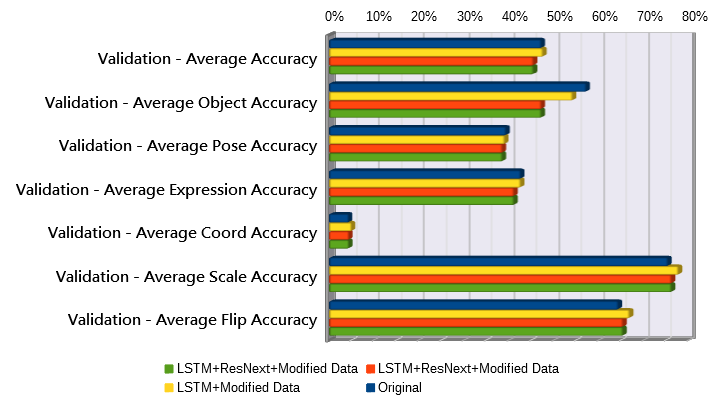 0% 10% 20% 30% 40% 50% 60% 70% 80%
Validation - Average Accuracy
Validation - Average Object Accuracy
Validation - Average Pose Accuracy
Validation - Average Expression Accuracy
Validation - Average Coord Accuracy
Validation - Average Scale Accuracy
Validation - Average Flip Accuracy
LSTM+ResNext+Modified Data LSTM+ResNext+Modified Data
LSTM+Modified Data Original